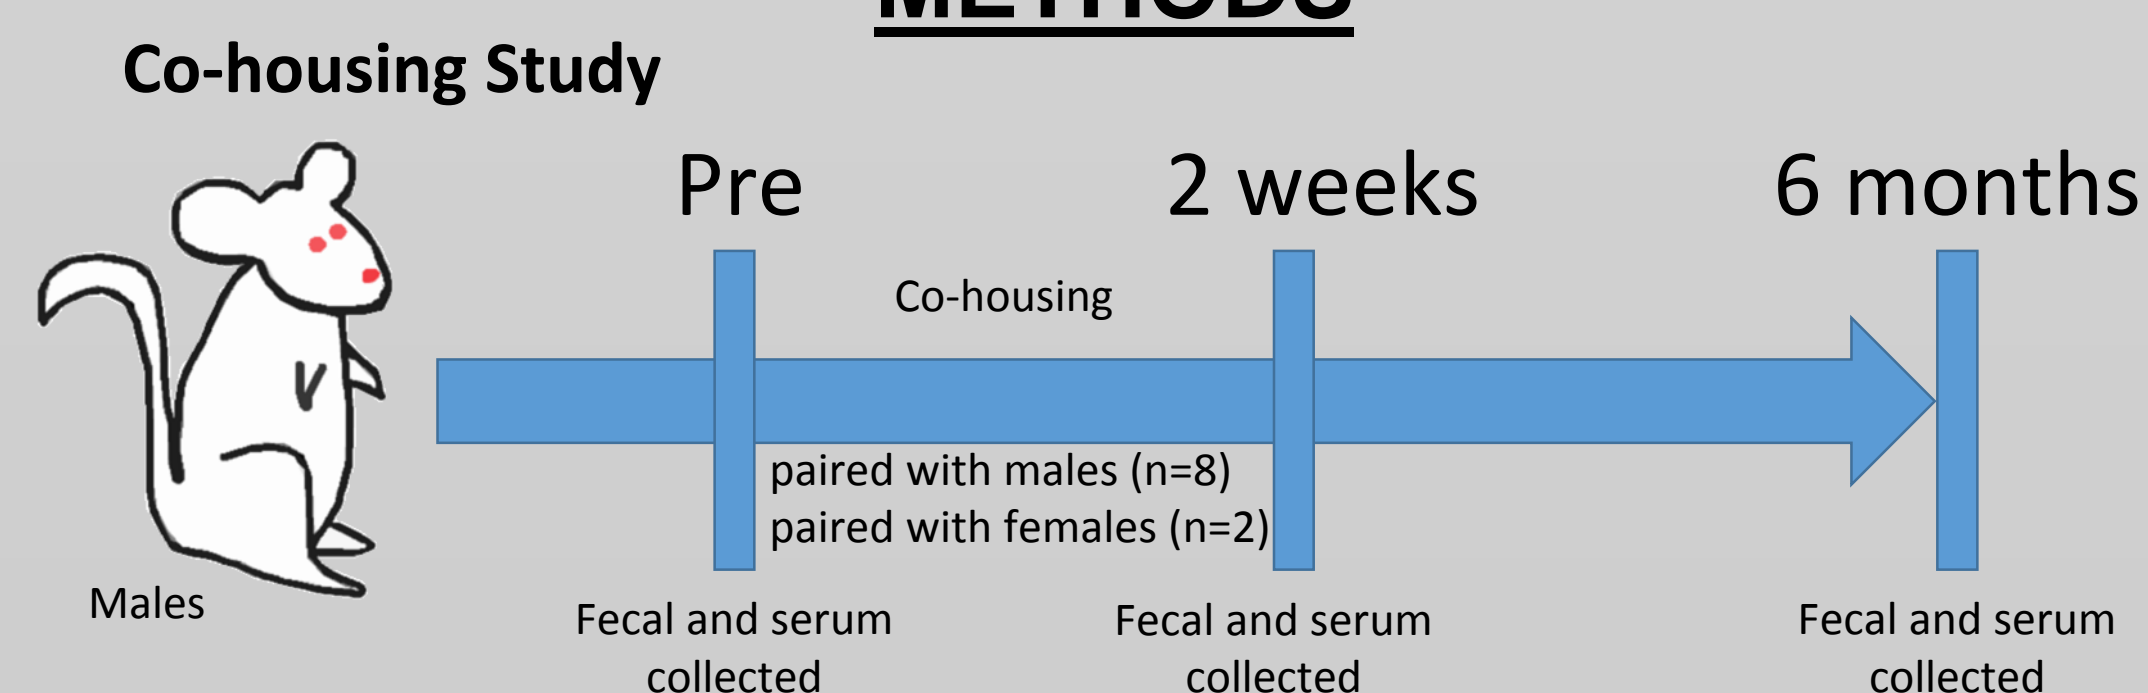 METHODS
Co-housing Study
Pre
2 weeks
6 months
Co-housing
paired with males (n=8)
paired with females (n=2)
V
Males
Fecal and serum
collected
Fecal and serum
collected
Fecal and serum
collected